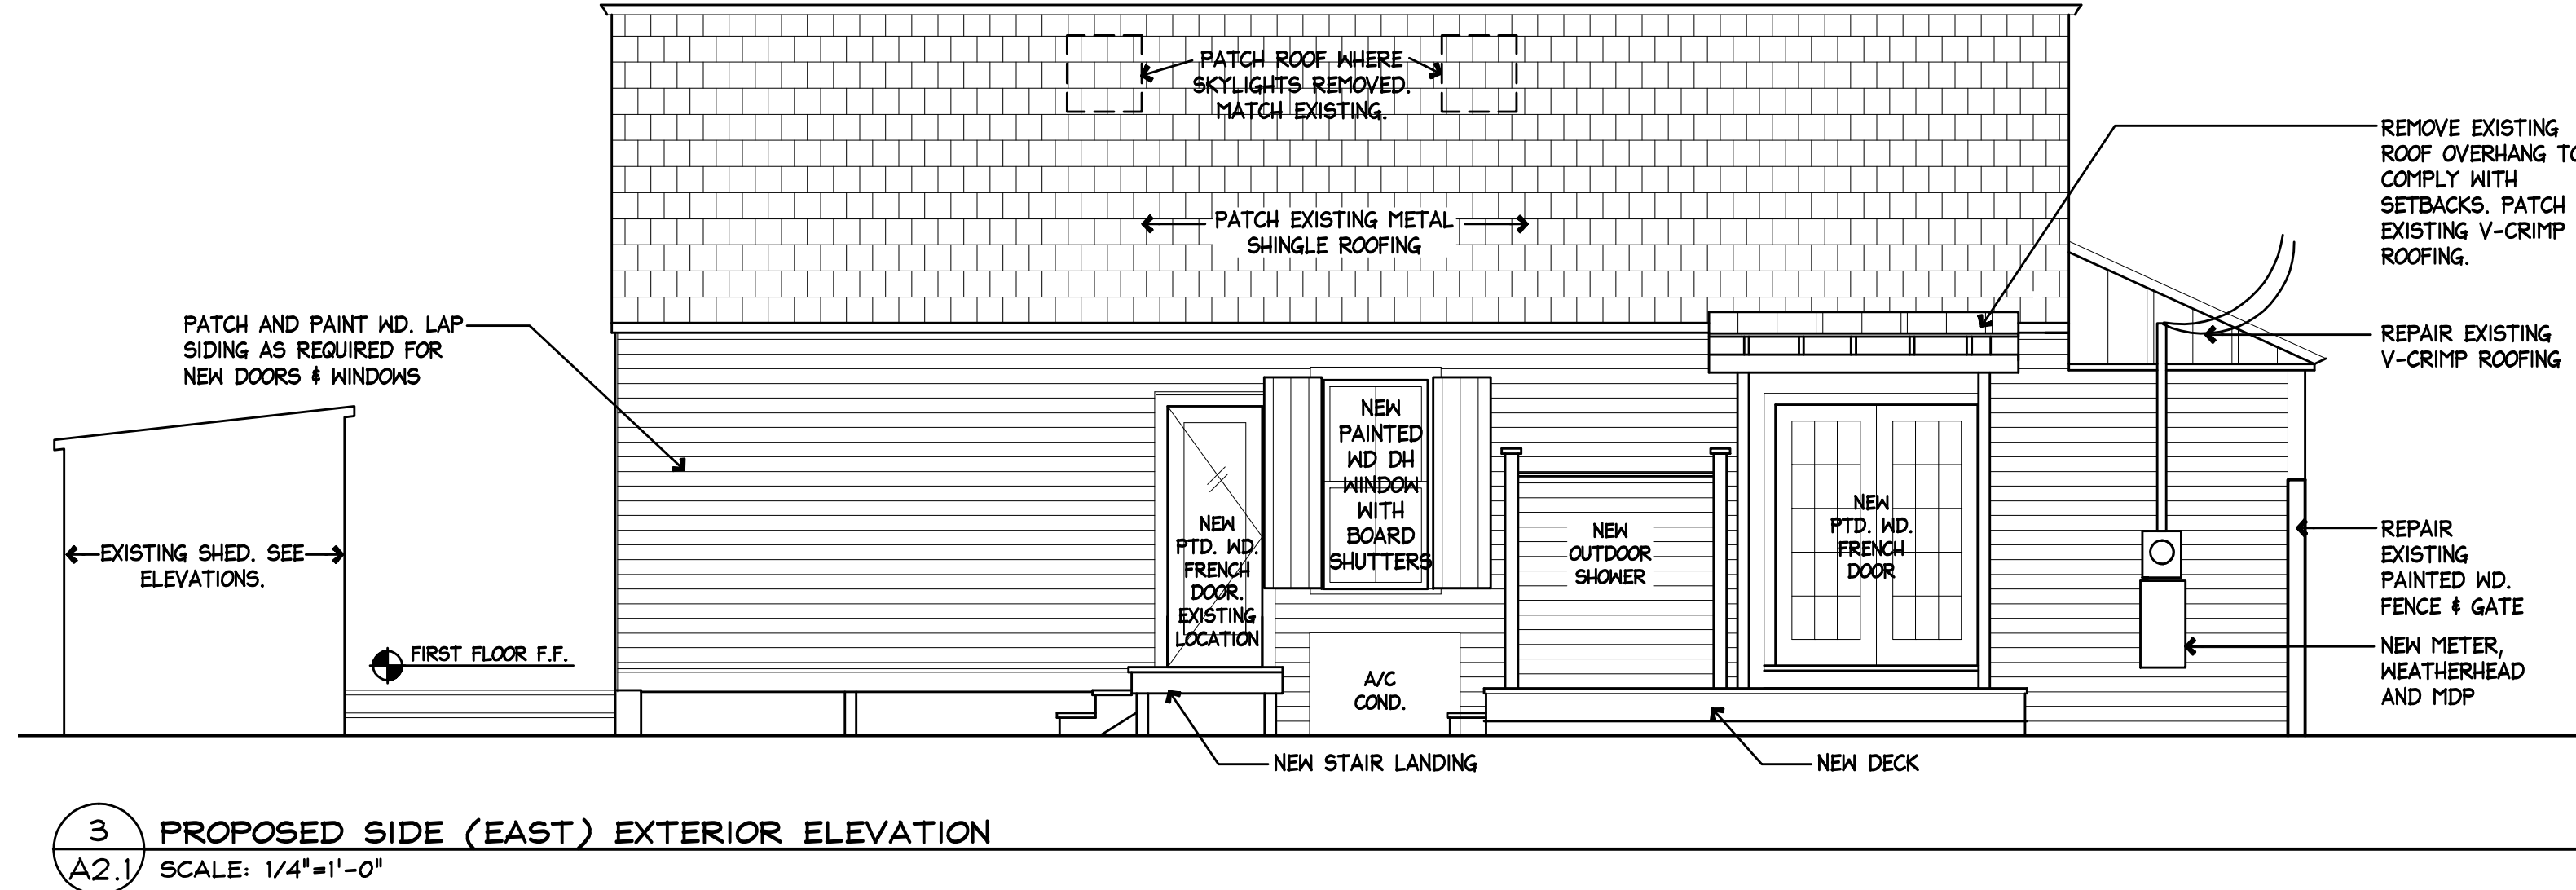 PATCH ROOF WHERE
SKYLIGHTS REMOVED.
MATCH EXISTING.
REMOVE EXISTING
ROOF OVERHANG TO
COMPLY WITH
SETBACKS. PATCH
EXISTING V-CRIMP
ROOFING.
PATCH EXISTING METAL
SHINGLE ROOFING
PATCH AND PAINT WD. LAP
SIDING AS REQUIRED FOR
NEW DOORS & WINDOWS
REPAIR EXISTING
V-CRIMP ROOFING
NEW
PAINTED
WD DH
WINDOW
WITH
BOARD
SHUTTERS
NEW
PTD. WD.
FRENCH
DOOR.
EXISTING
LOCATION
NEW
OUTDOOR
SHOWER
NEW
PTD. WD.
FRENCH
DOOR
EXISTING SHED. SEE
ELEVATIONS.
REPAIR
EXISTING
PAINTED WD.
FENCE & GATE
FIRST FLOOR F.F.
A/C
COND.
NEW METER,
WEATHERHEAD
AND MDP
NEW STAIR LANDING
NEW DECK
3
A2.1
PROPOSED SIDE (EAST) EXTERIOR ELEVATION
SCALE: 1/4"=1'-0"